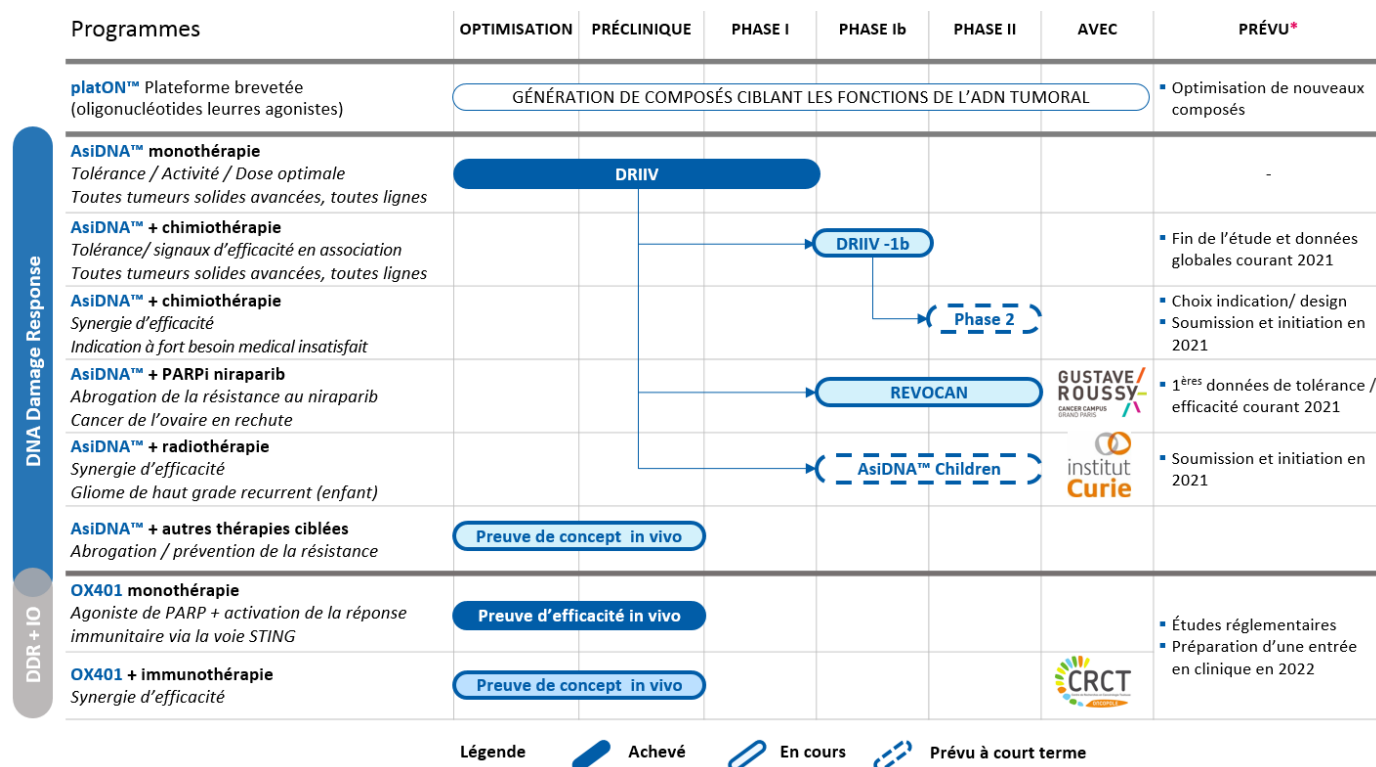 Programmes
OPTIMISATION
PRÉCLINIQUE
PHASE I
PHASE Ib
PHASE II
AVEC
PRÉVU*
platON™ Plateforme brevetée
(oligonucléotides leurres agonistes)
GÉNÉRATION DE COMPOSÉS CIBLANT LES FONCTIONS DE L'ADN TUMORAL
▪ Optimisation de nouveaux
composés
DNA Damage Response
AsiDNA™ monothérapie
Tolérance / Activité / Dose optimale
Toutes tumeurs solides avancées, toutes lignes
DRIIV
-
AsiDNA™ + chimiothérapie
Tolérance/ signaux d'efficacité en association
Toutes tumeurs solides avancées, toutes lignes
DRIIV -1b
▪ Fin de l'étude et données
globales courant 2021
AsiDNA™ + chimiothérapie
Synergie d'efficacité
Indication à fort besoin medical insatisfait
Phase 2
▪ Choix indication/ design
▪ Soumission et initiation en
2021
AsiDNA™ + PARPi niraparib
Abrogation de la résistance au niraparib
Cancer de l'ovaire en rechute
REVOCAN
GUSTAVE/
ROUSSY
CANCER CAMPUS
GRAND PARIS
▪ 1ères données de tolérance /
efficacité courant 2021
AsiDNA™ + radiothérapie
Synergie d'efficacité
Gliome de haut grade recurrent (enfant)
AsiDNA™ Children
institut
Curie
▪ Soumission et initiation en
2021
AsiDNA™ + autres thérapies ciblées
Abrogation / prévention de la résistance
Preuve de concept in vivo
DDR + IO
OX401 monothérapie
Agoniste de PARP + activation de la réponse
immunitaire via la voie STING
Preuve d'efficacité in vivo
▪ Études réglementaires
▪ Préparation d'une entrée
en clinique en 2022
OX401 + immunothérapie
Synergie d'efficacité
Preuve de concept in vivo
CRCT
Légende
Achevé
En cours
Prévu à court terme